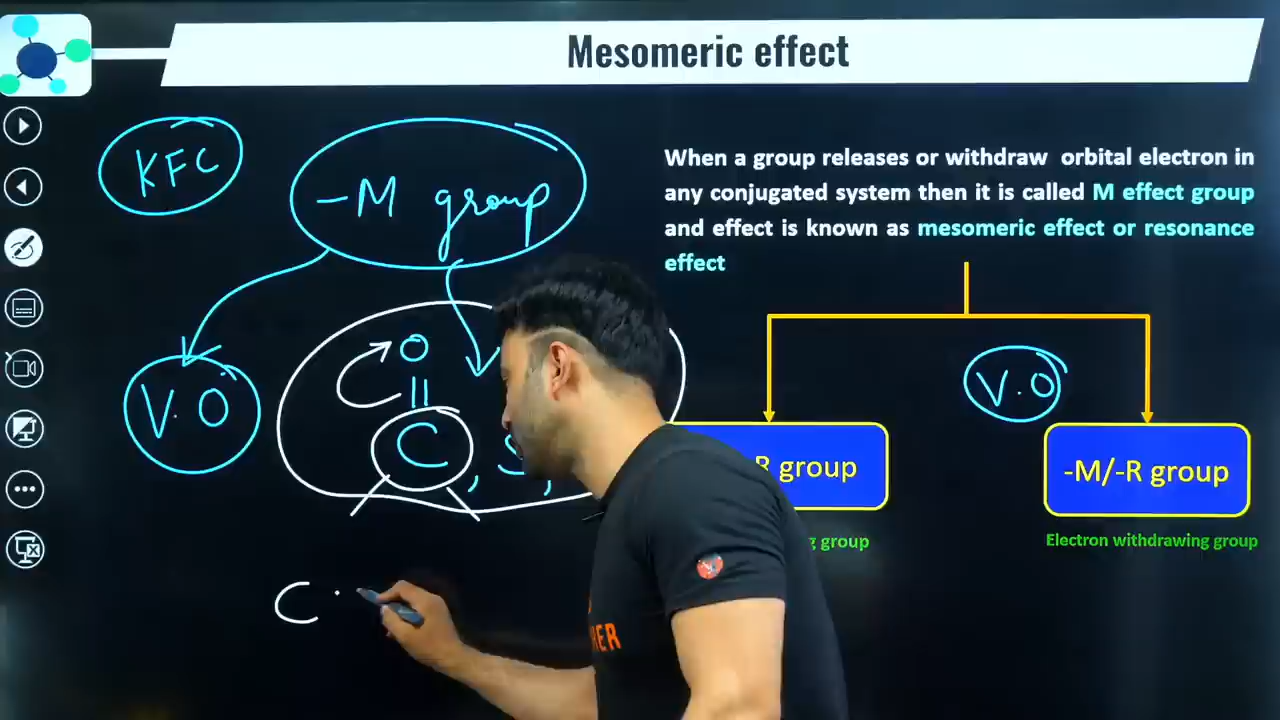 Mesomeric effect
KFC
-M group
When a group releases or withdraw orbital electron in
any conjugated system then it is called M effect group
and effect is known as mesomeric effect or resonance
effect
V.O
O
C
, S ,
V.O
R group
-M/-R group
g group
Electron withdrawing group
C
ER